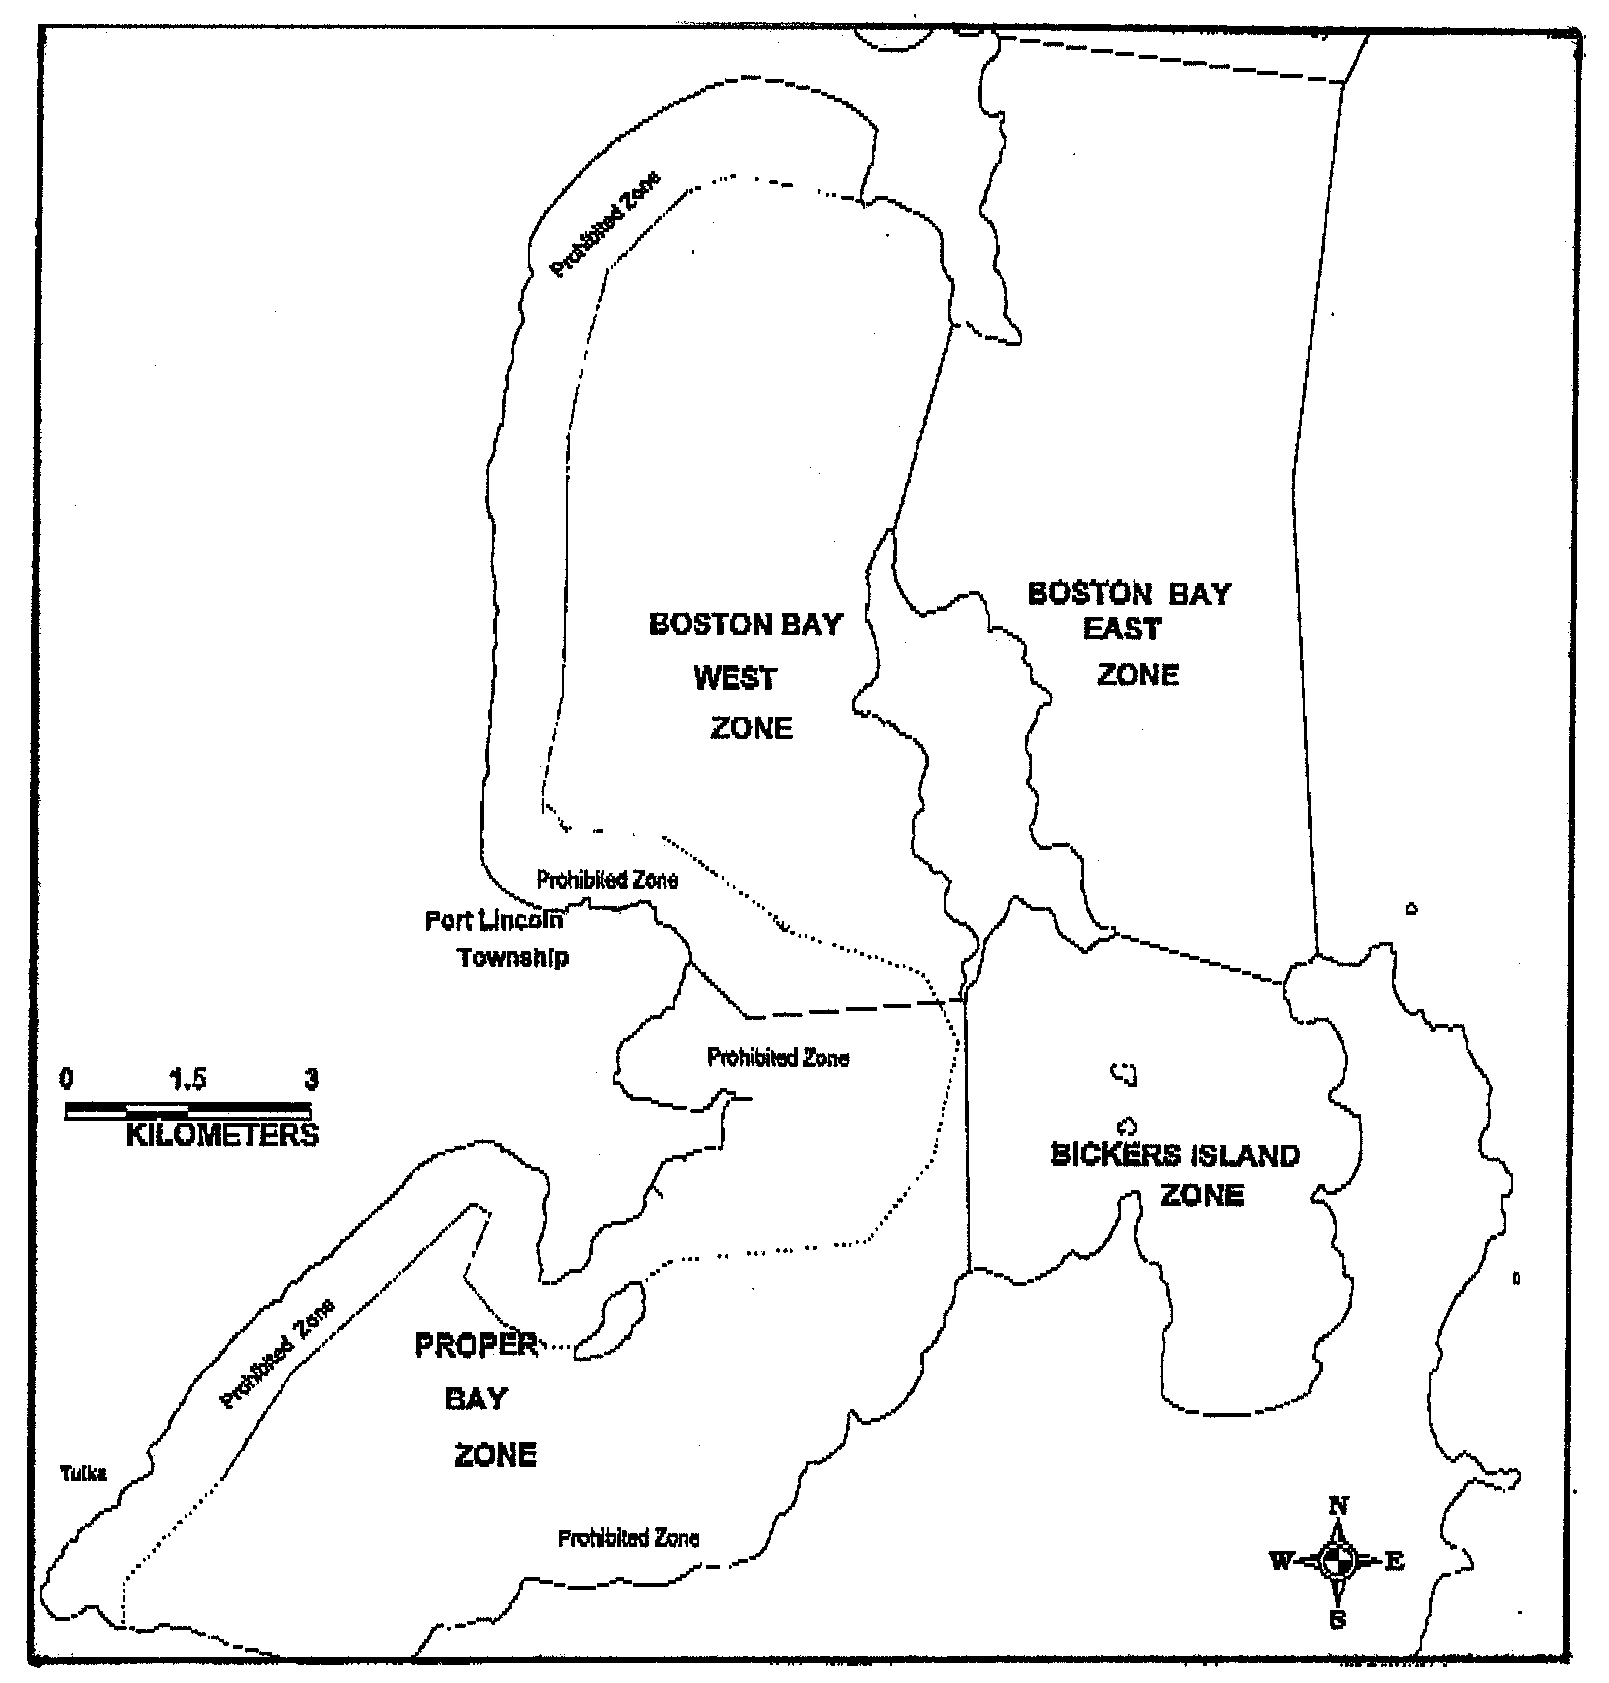 Prohibited Zone
BOSTON BAY
EAST
ZONE
BOSTON BAY
WEST
ZONE
Prohibited Zone
Port Lincoln
Township
Prohibited Zone
0 1.5 3
KILOMETERS
BICKERS ISLAND
ZONE
Prohibited Zone
PROPER
BAY
ZONE
Tulka
Prohibited Zone
N
W E
S